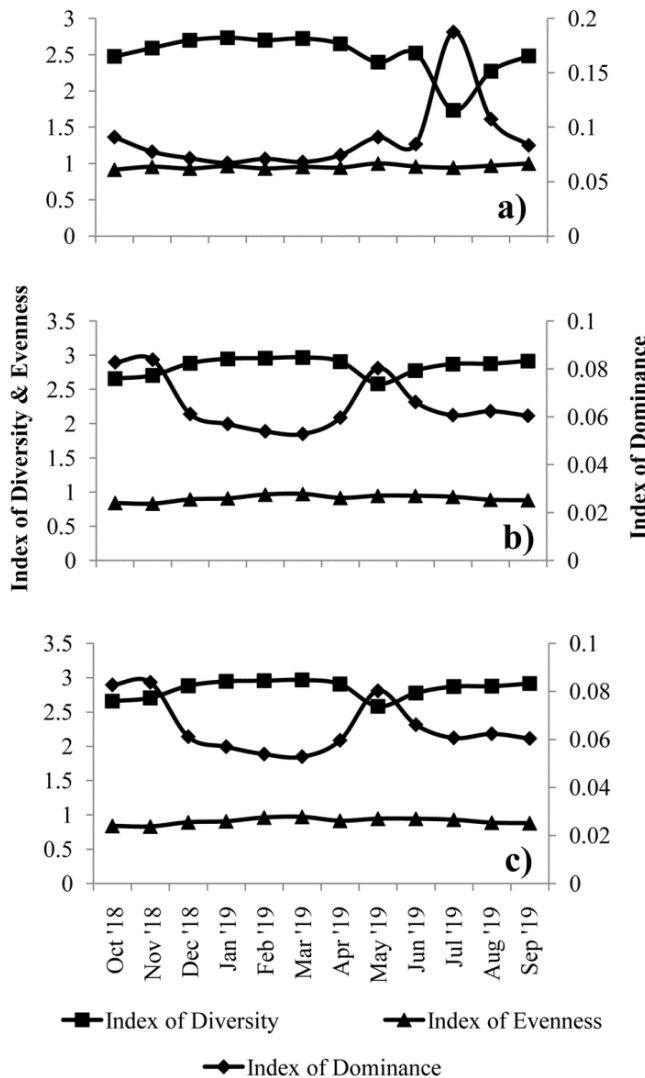 3
2.5
2
1.5
1
0.5
0
0.2
0.15
0.1
0.05
0
a)
Index of Diversity & Evenness
Index of Dominance
3.5
3
2.5
2
1.5
1
0.5
0
0.1
0.08
0.06
0.04
0.02
0
b)
3.5
3
2.5
2
1.5
1
0.5
0
0.1
0.08
0.06
0.04
0.02
0
c)
Oct '18
Nov '18
Dec '18
Jan '19
Feb '19
Mar '19
Apr '19
May '19
Jun '19
Jul '19
Aug '19
Sep '19
Index of Diversity
Index of Evenness
Index of Dominance